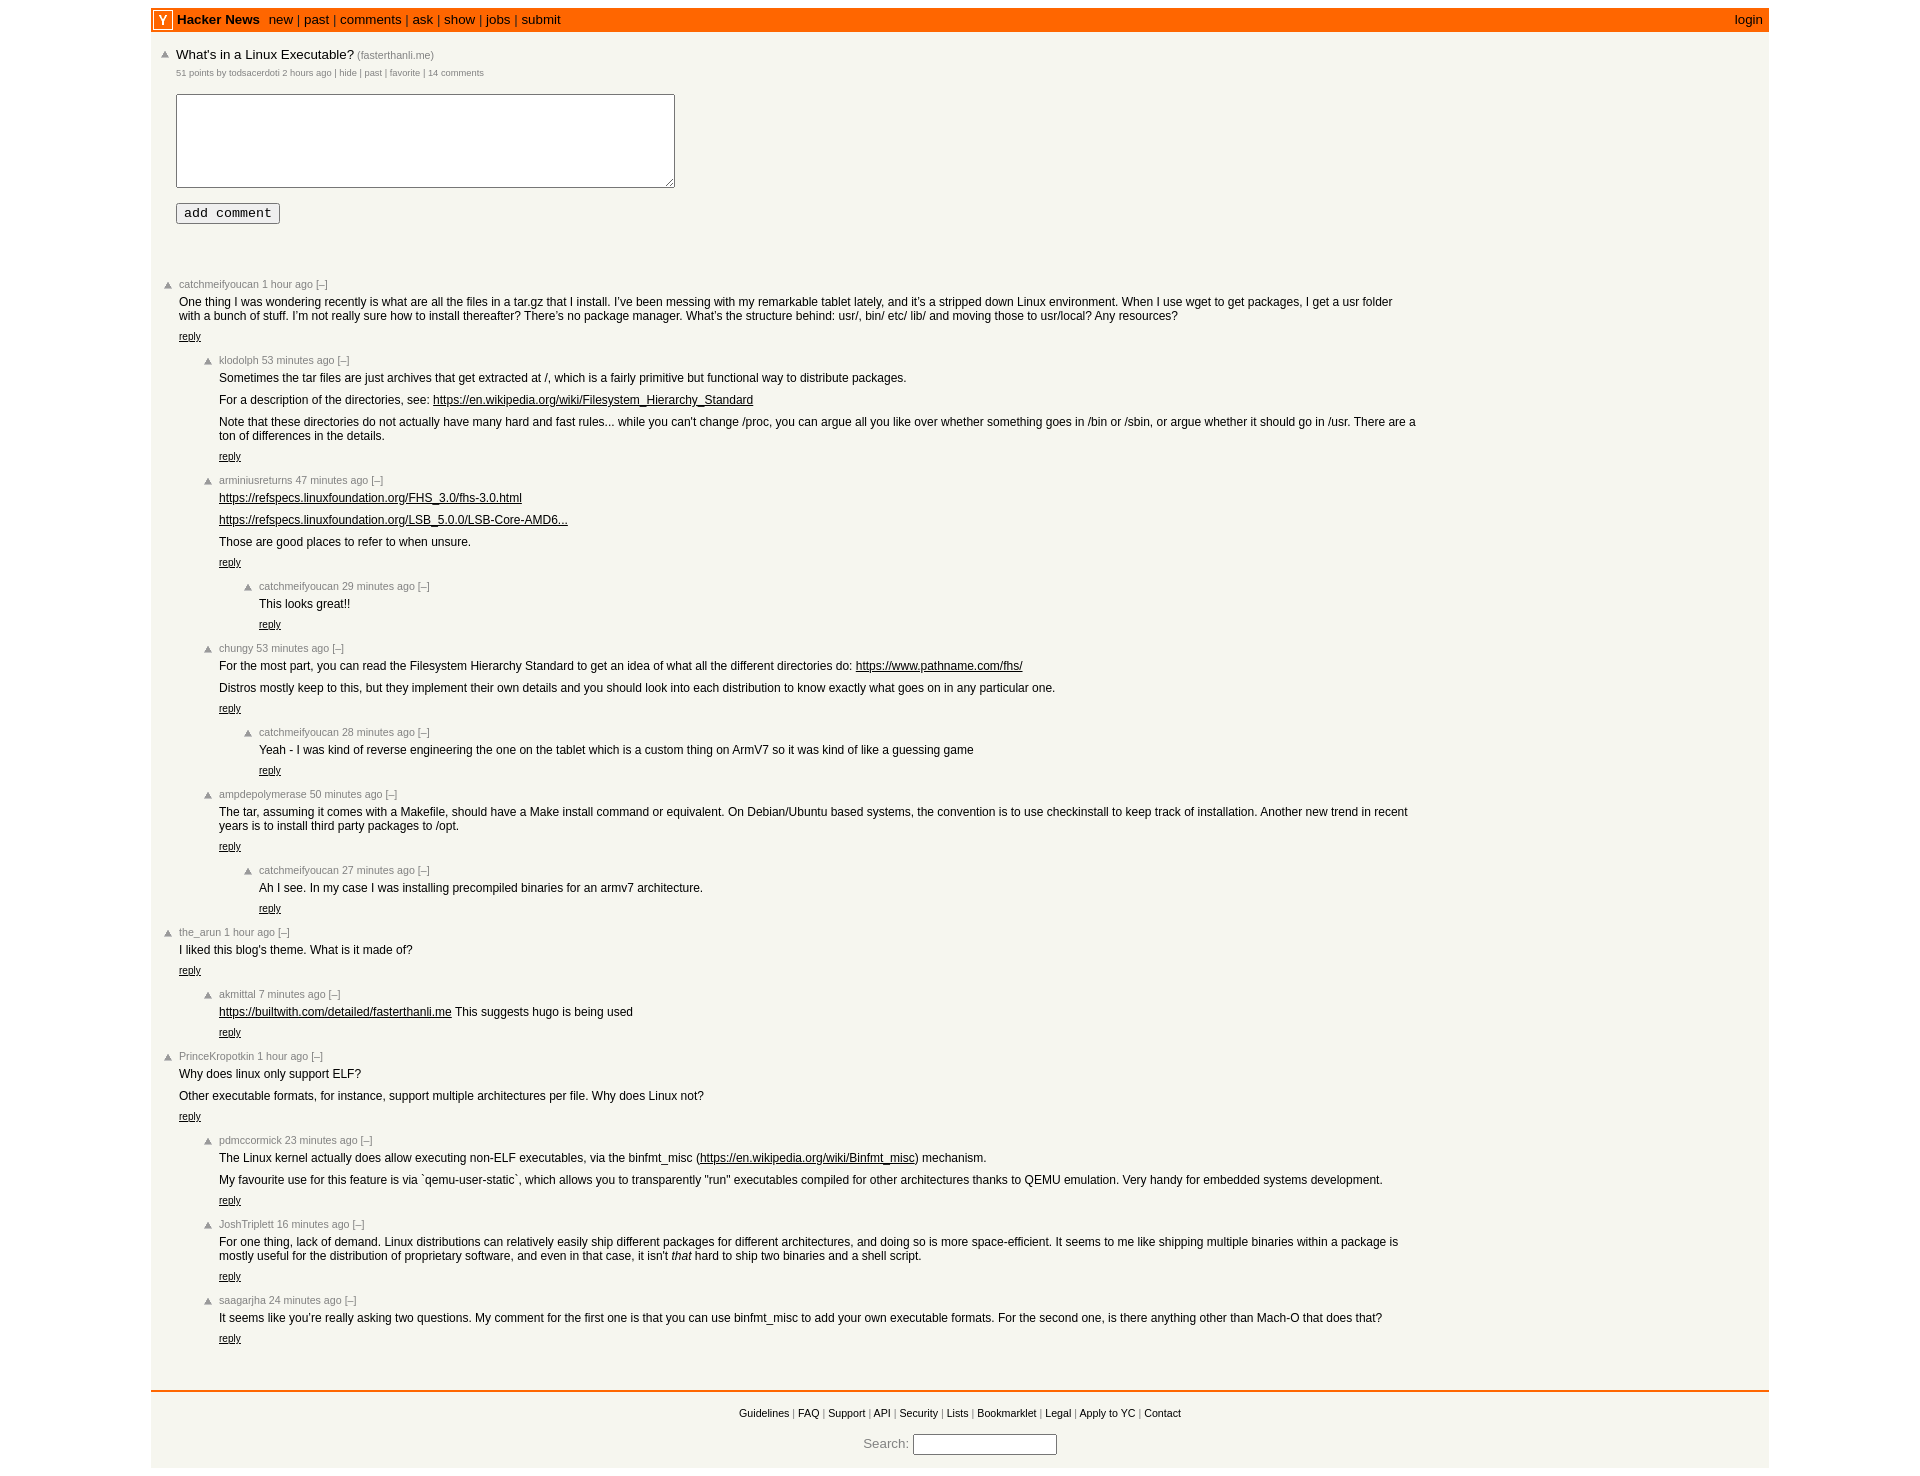 Y Hacker News new | past | comments | ask | show | jobs | submit login
What's in a Linux Executable? (fasterthanli.me)
51 points by todsacerdoti 2 hours ago | hide | past | favorite | 14 comments
add comment
catchmeifyoucan 1 hour ago [–]
One thing I was wondering recently is what are all the files in a tar.gz that I install. I’ve been messing with my remarkable tablet lately, and it’s a stripped down Linux environment. When I use wget to get packages, I get a usr folder
with a bunch of stuff. I’m not really sure how to install thereafter? There’s no package manager. What’s the structure behind: usr/, bin/ etc/ lib/ and moving those to usr/local? Any resources?
reply
klodolph 53 minutes ago [–]
Sometimes the tar files are just archives that get extracted at /, which is a fairly primitive but functional way to distribute packages.
For a description of the directories, see: https://en.wikipedia.org/wiki/Filesystem_Hierarchy_Standard
Note that these directories do not actually have many hard and fast rules... while you can't change /proc, you can argue all you like over whether something goes in /bin or /sbin, or argue whether it should go in /usr. There are a
ton of differences in the details.
reply
arminiusreturns 47 minutes ago [–]
https://refspecs.linuxfoundation.org/FHS_3.0/fhs-3.0.html
https://refspecs.linuxfoundation.org/LSB_5.0.0/LSB-Core-AMD6...
Those are good places to refer to when unsure.
reply
catchmeifyoucan 29 minutes ago [–]
This looks great!!
reply
chungy 53 minutes ago [–]
For the most part, you can read the Filesystem Hierarchy Standard to get an idea of what all the different directories do: https://www.pathname.com/fhs/
Distros mostly keep to this, but they implement their own details and you should look into each distribution to know exactly what goes on in any particular one.
reply
catchmeifyoucan 28 minutes ago [–]
Yeah - I was kind of reverse engineering the one on the tablet which is a custom thing on ArmV7 so it was kind of like a guessing game
reply
ampdepolymerase 50 minutes ago [–]
The tar, assuming it comes with a Makefile, should have a Make install command or equivalent. On Debian/Ubuntu based systems, the convention is to use checkinstall to keep track of installation. Another new trend in recent
years is to install third party packages to /opt.
reply
catchmeifyoucan 27 minutes ago [–]
Ah I see. In my case I was installing precompiled binaries for an armv7 architecture.
reply
the_arun 1 hour ago [–]
I liked this blog's theme. What is it made of?
reply
akmittal 7 minutes ago [–]
https://builtwith.com/detailed/fasterthanli.me This suggests hugo is being used
reply
PrinceKropotkin 1 hour ago [–]
Why does linux only support ELF?
Other executable formats, for instance, support multiple architectures per file. Why does Linux not?
reply
pdmccormick 23 minutes ago [–]
The Linux kernel actually does allow executing non-ELF executables, via the binfmt_misc (https://en.wikipedia.org/wiki/Binfmt_misc) mechanism.
My favourite use for this feature is via `qemu-user-static`, which allows you to transparently "run" executables compiled for other architectures thanks to QEMU emulation. Very handy for embedded systems development.
reply
JoshTriplett 16 minutes ago [–]
For one thing, lack of demand. Linux distributions can relatively easily ship different packages for different architectures, and doing so is more space-efficient. It seems to me like shipping multiple binaries within a package is
mostly useful for the distribution of proprietary software, and even in that case, it isn't that hard to ship two binaries and a shell script.
reply
saagarjha 24 minutes ago [–]
It seems like you’re really asking two questions. My comment for the first one is that you can use binfmt_misc to add your own executable formats. For the second one, is there anything other than Mach-O that does that?
reply
Guidelines | FAQ | Support | API | Security | Lists | Bookmarklet | Legal | Apply to YC | Contact
Search: